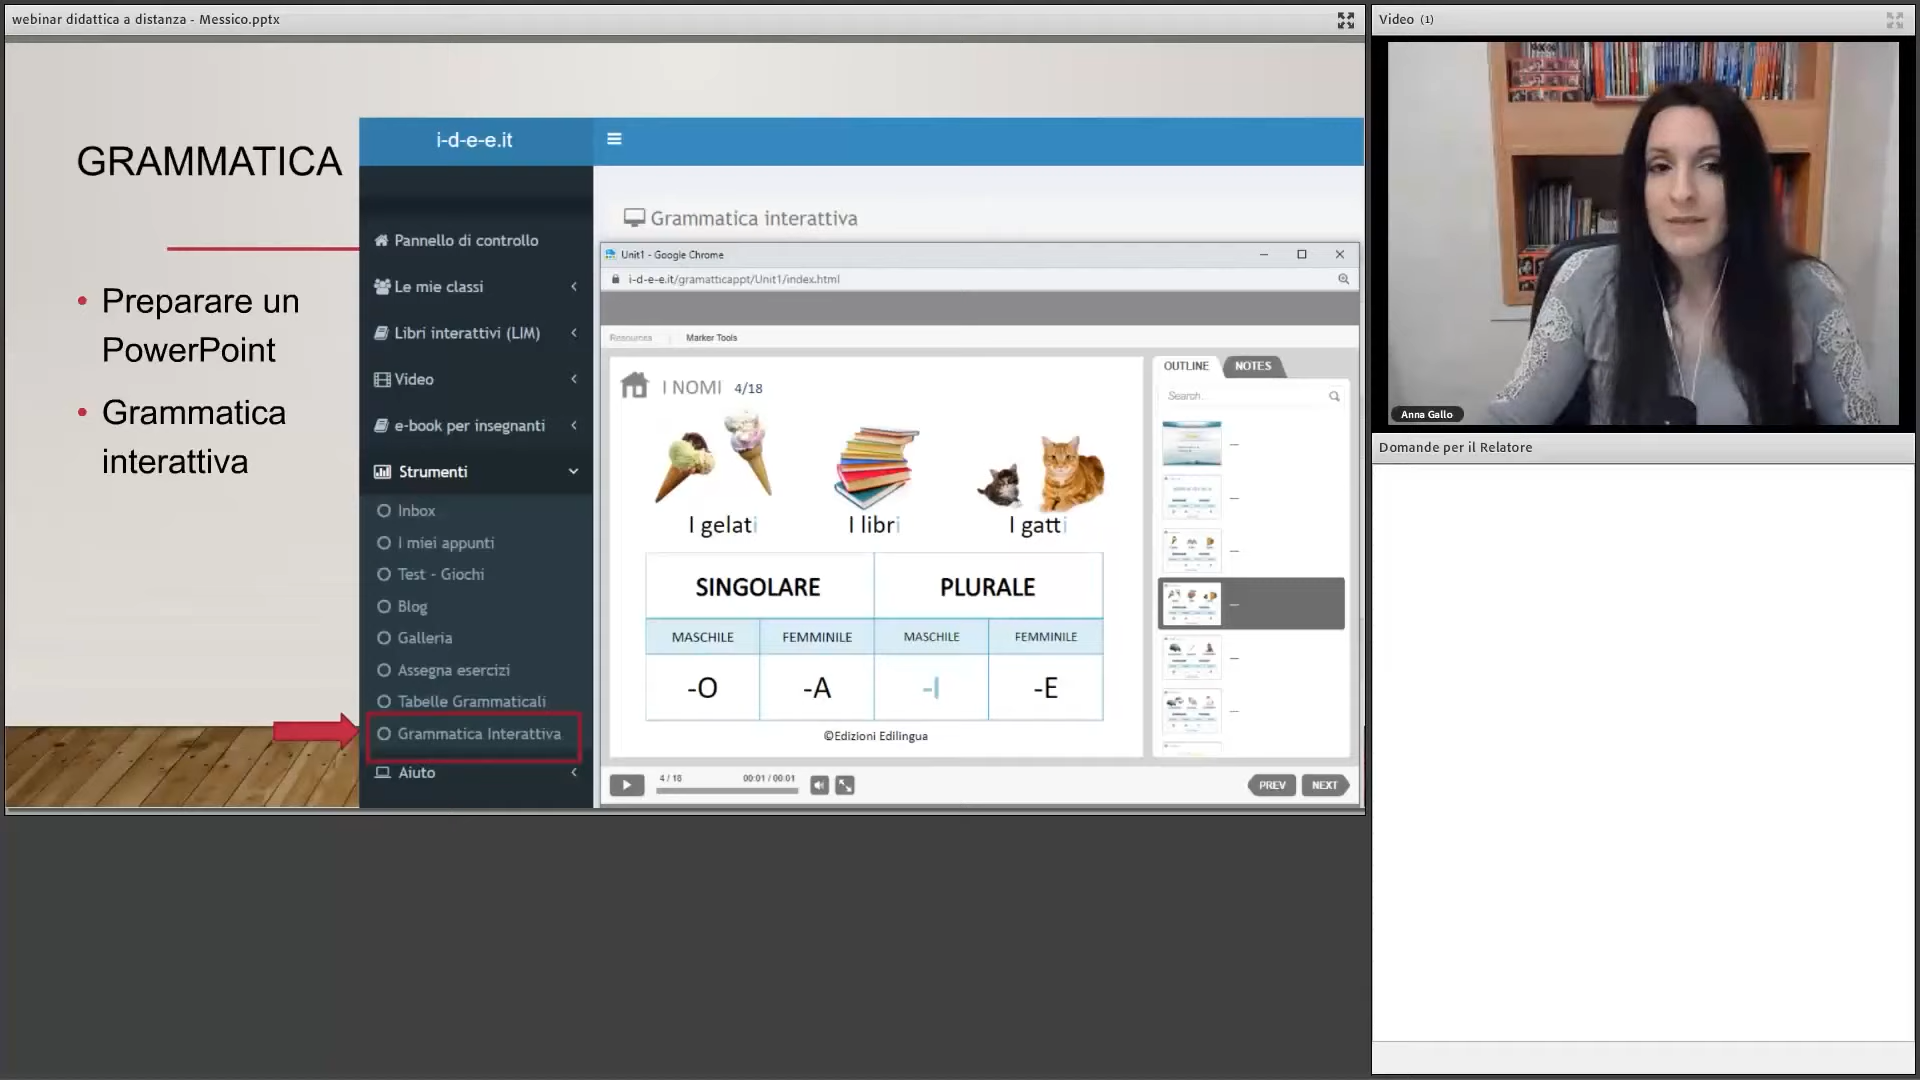 webinar didattica a distanza - Messico.pptx
GRAMMATICA
• Preparare un
PowerPoint
• Grammatica
interattiva
i-d-e-e.it
Pannello di controllo
Le mie classi
Libri interattivi (LIM)
Video
e-book per insegnanti
Strumenti
Inbox
I miei appunti
Test - Giochi
Blog
Galleria
Assegna esercizi
Tabelle Grammaticali
Grammatica Interattiva
Aiuto
Grammatica interattiva
Unit1 - Google Chrome
i-d-e-e.it/gramatticappt/Unit1/index.html
Resources Marker Tools
I NOMI 4/18
I gelati I libri I gatti
SINGOLARE PLURALE
MASCHILE FEMMINILE MASCHILE FEMMINILE
-O -A -I -E
©Edizioni Edilingua
4 / 18 00:01 / 00:01
OUTLINE NOTES
Search...
PREV NEXT
Video (1)
Anna Gallo
Domande per il Relatore